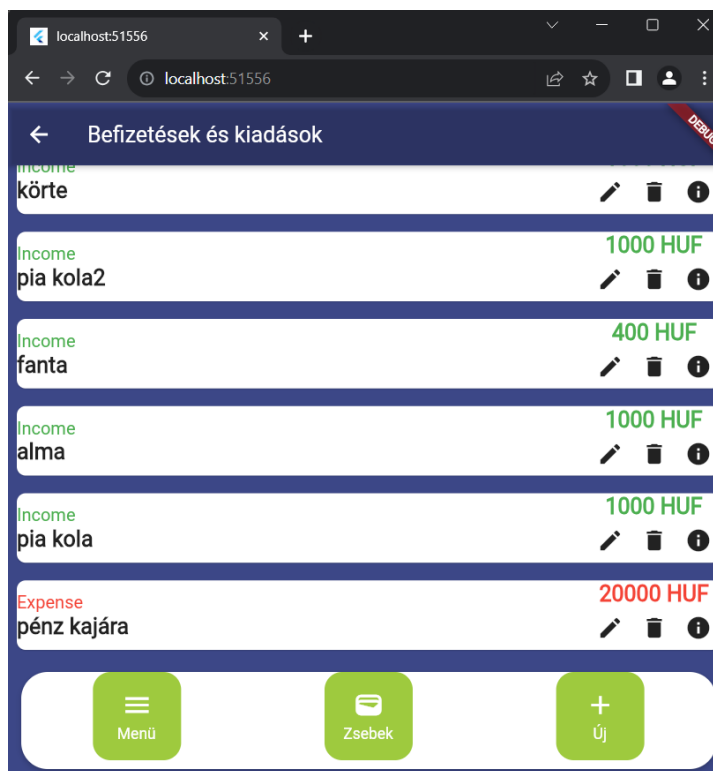 localhost:51556
localhost:51556
Befizetések és kiadások
DEBUG
Income
körte
1000 HUF
Income
pia kola2
400 HUF
Income
fanta
1000 HUF
Income
alma
1000 HUF
Income
pia kola
20000 HUF
Expense
pénz kajára
Menü
Zsebek
Új